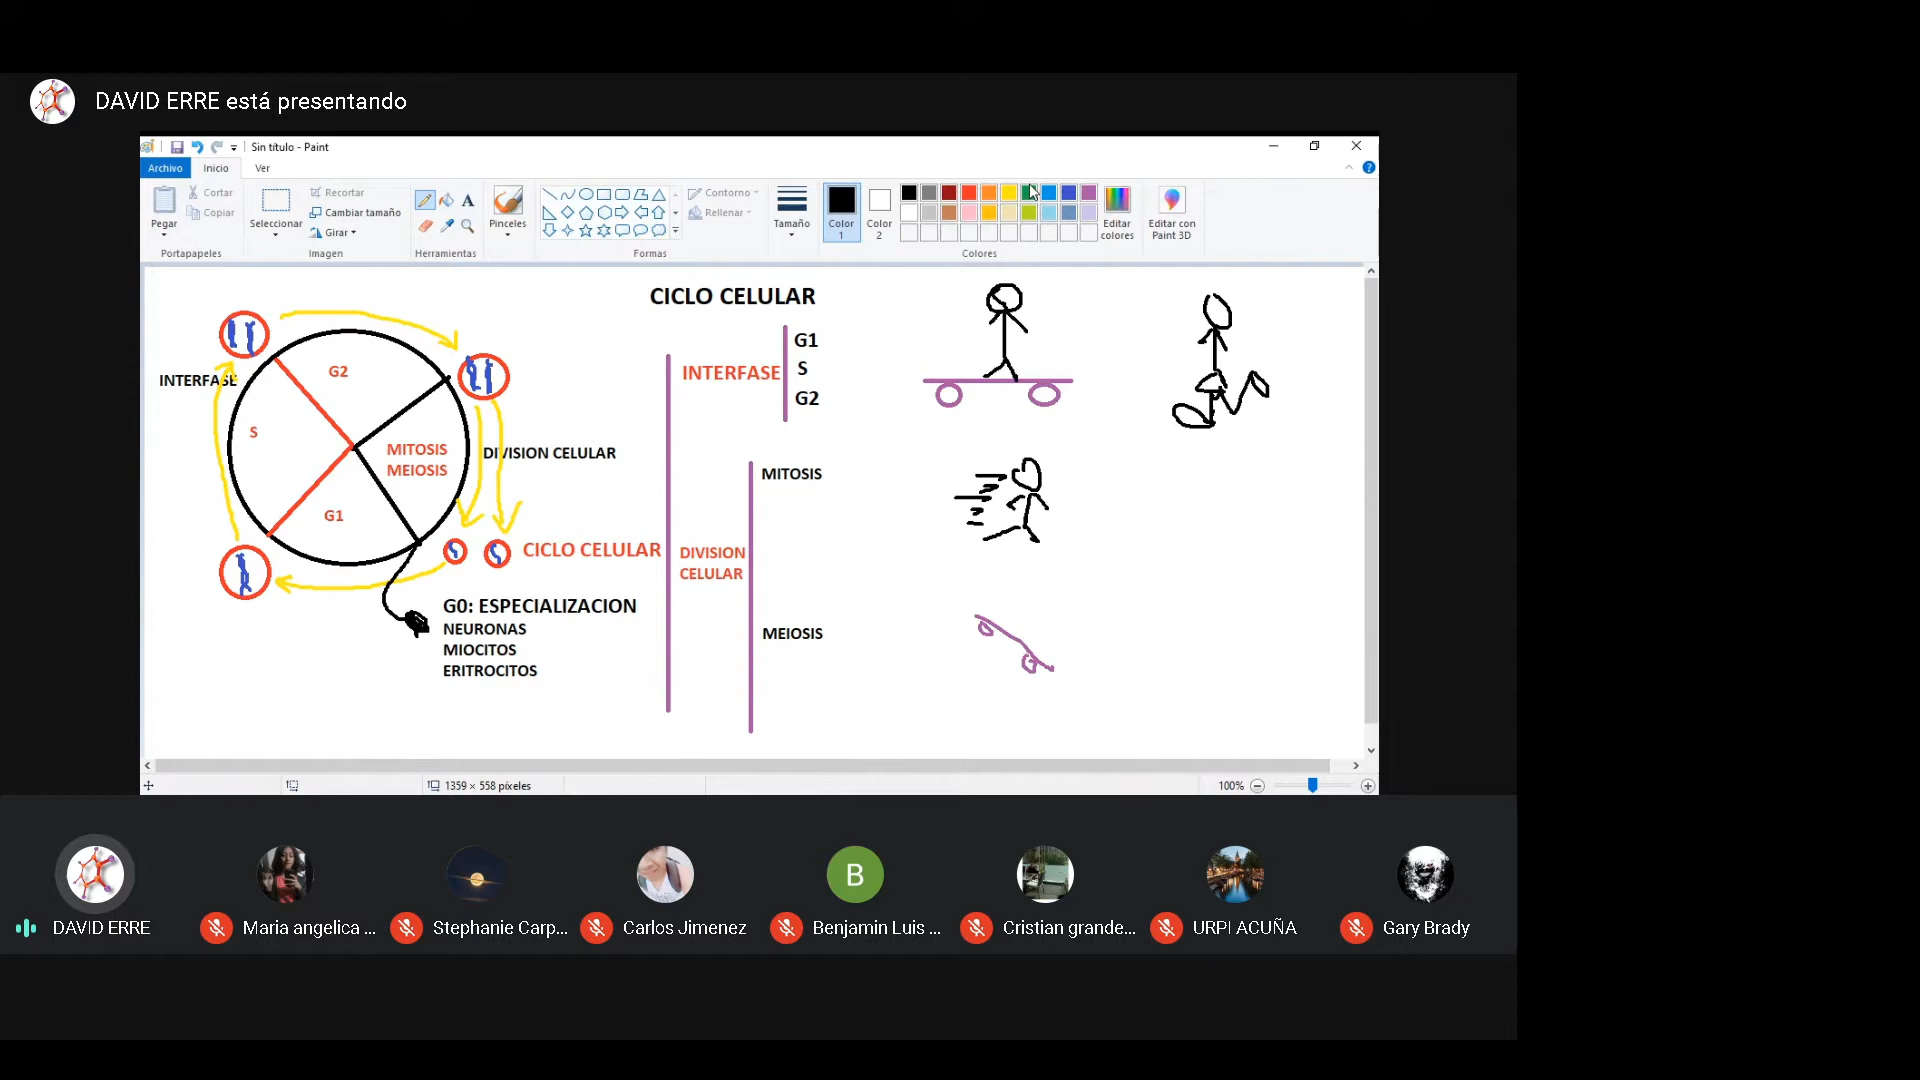 DAVID ERRE está presentando
Sin título - Paint
Archivo
Inicio
Ver
Pegar
Cortar
Copiar
Portapapeles
Seleccionar
Recortar
Cambiar tamaño
Girar
Imagen
A
Herramientas
Pinceles
Contorno
Rellenar
Formas
Tamaño
Color
1
Color
2
Editar
colores
Colores
Editar con
Paint 3D
CICLO CELULAR
INTERFASE
G2
S
G1
MITOSIS
MEIOSIS
DIVISION CELULAR
G0: ESPECIALIZACION
NEURONAS
MIOCITOS
ERITROCITOS
CICLO CELULAR
INTERFASE
G1
S
G2
DIVISION
CELULAR
MITOSIS
MEIOSIS
1359 × 558 píxeles
100%
B
DAVID ERRE
Maria angelica ...
Stephanie Carp...
Carlos Jimenez
Benjamin Luis ...
Cristian grande...
URPI ACUÑA
Gary Brady